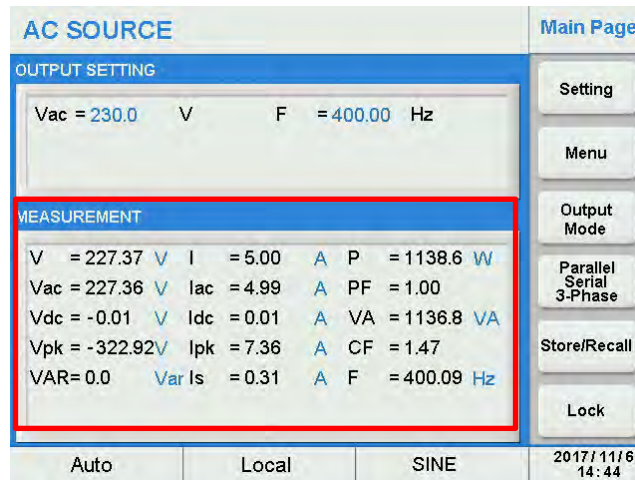 AC SOURCE
Main Page
OUTPUT SETTING
Vac = 230.0 V F = 400.00 Hz
MEASUREMENT
V = 227.37 V I = 5.00 A P = 1138.6 W
Vac = 227.36 V Iac = 4.99 A PF = 1.00
Vdc = -0.01 V Idc = 0.01 A VA = 1136.8 VA
Vpk = -322.92V Ipk = 7.36 A CF = 1.47
VAR= 0.0 Var Is = 0.31 A F = 400.09 Hz
Setting
Menu
Output
Mode
Parallel
Serial
3-Phase
Store/Recall
Lock
Auto Local SINE
2017/11/6
14:44